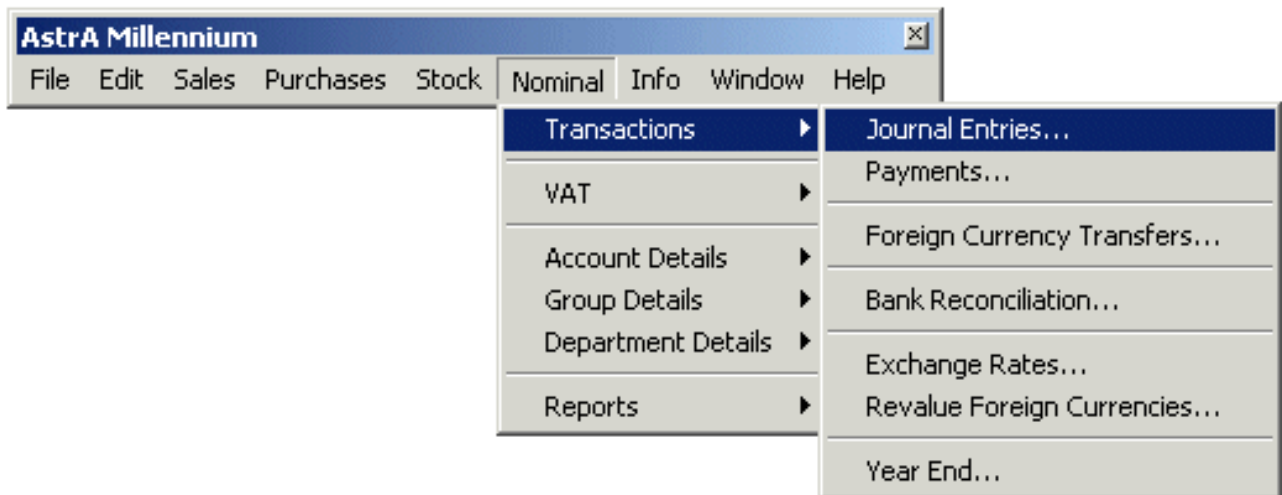 AstrA Millennium
File Edit Sales Purchases Stock Nominal Info Window Help
Transactions
VAT
Account Details
Group Details
Department Details
Reports
Journal Entries...
Payments...
Foreign Currency Transfers...
Bank Reconciliation...
Exchange Rates...
Revalue Foreign Currencies...
Year End...